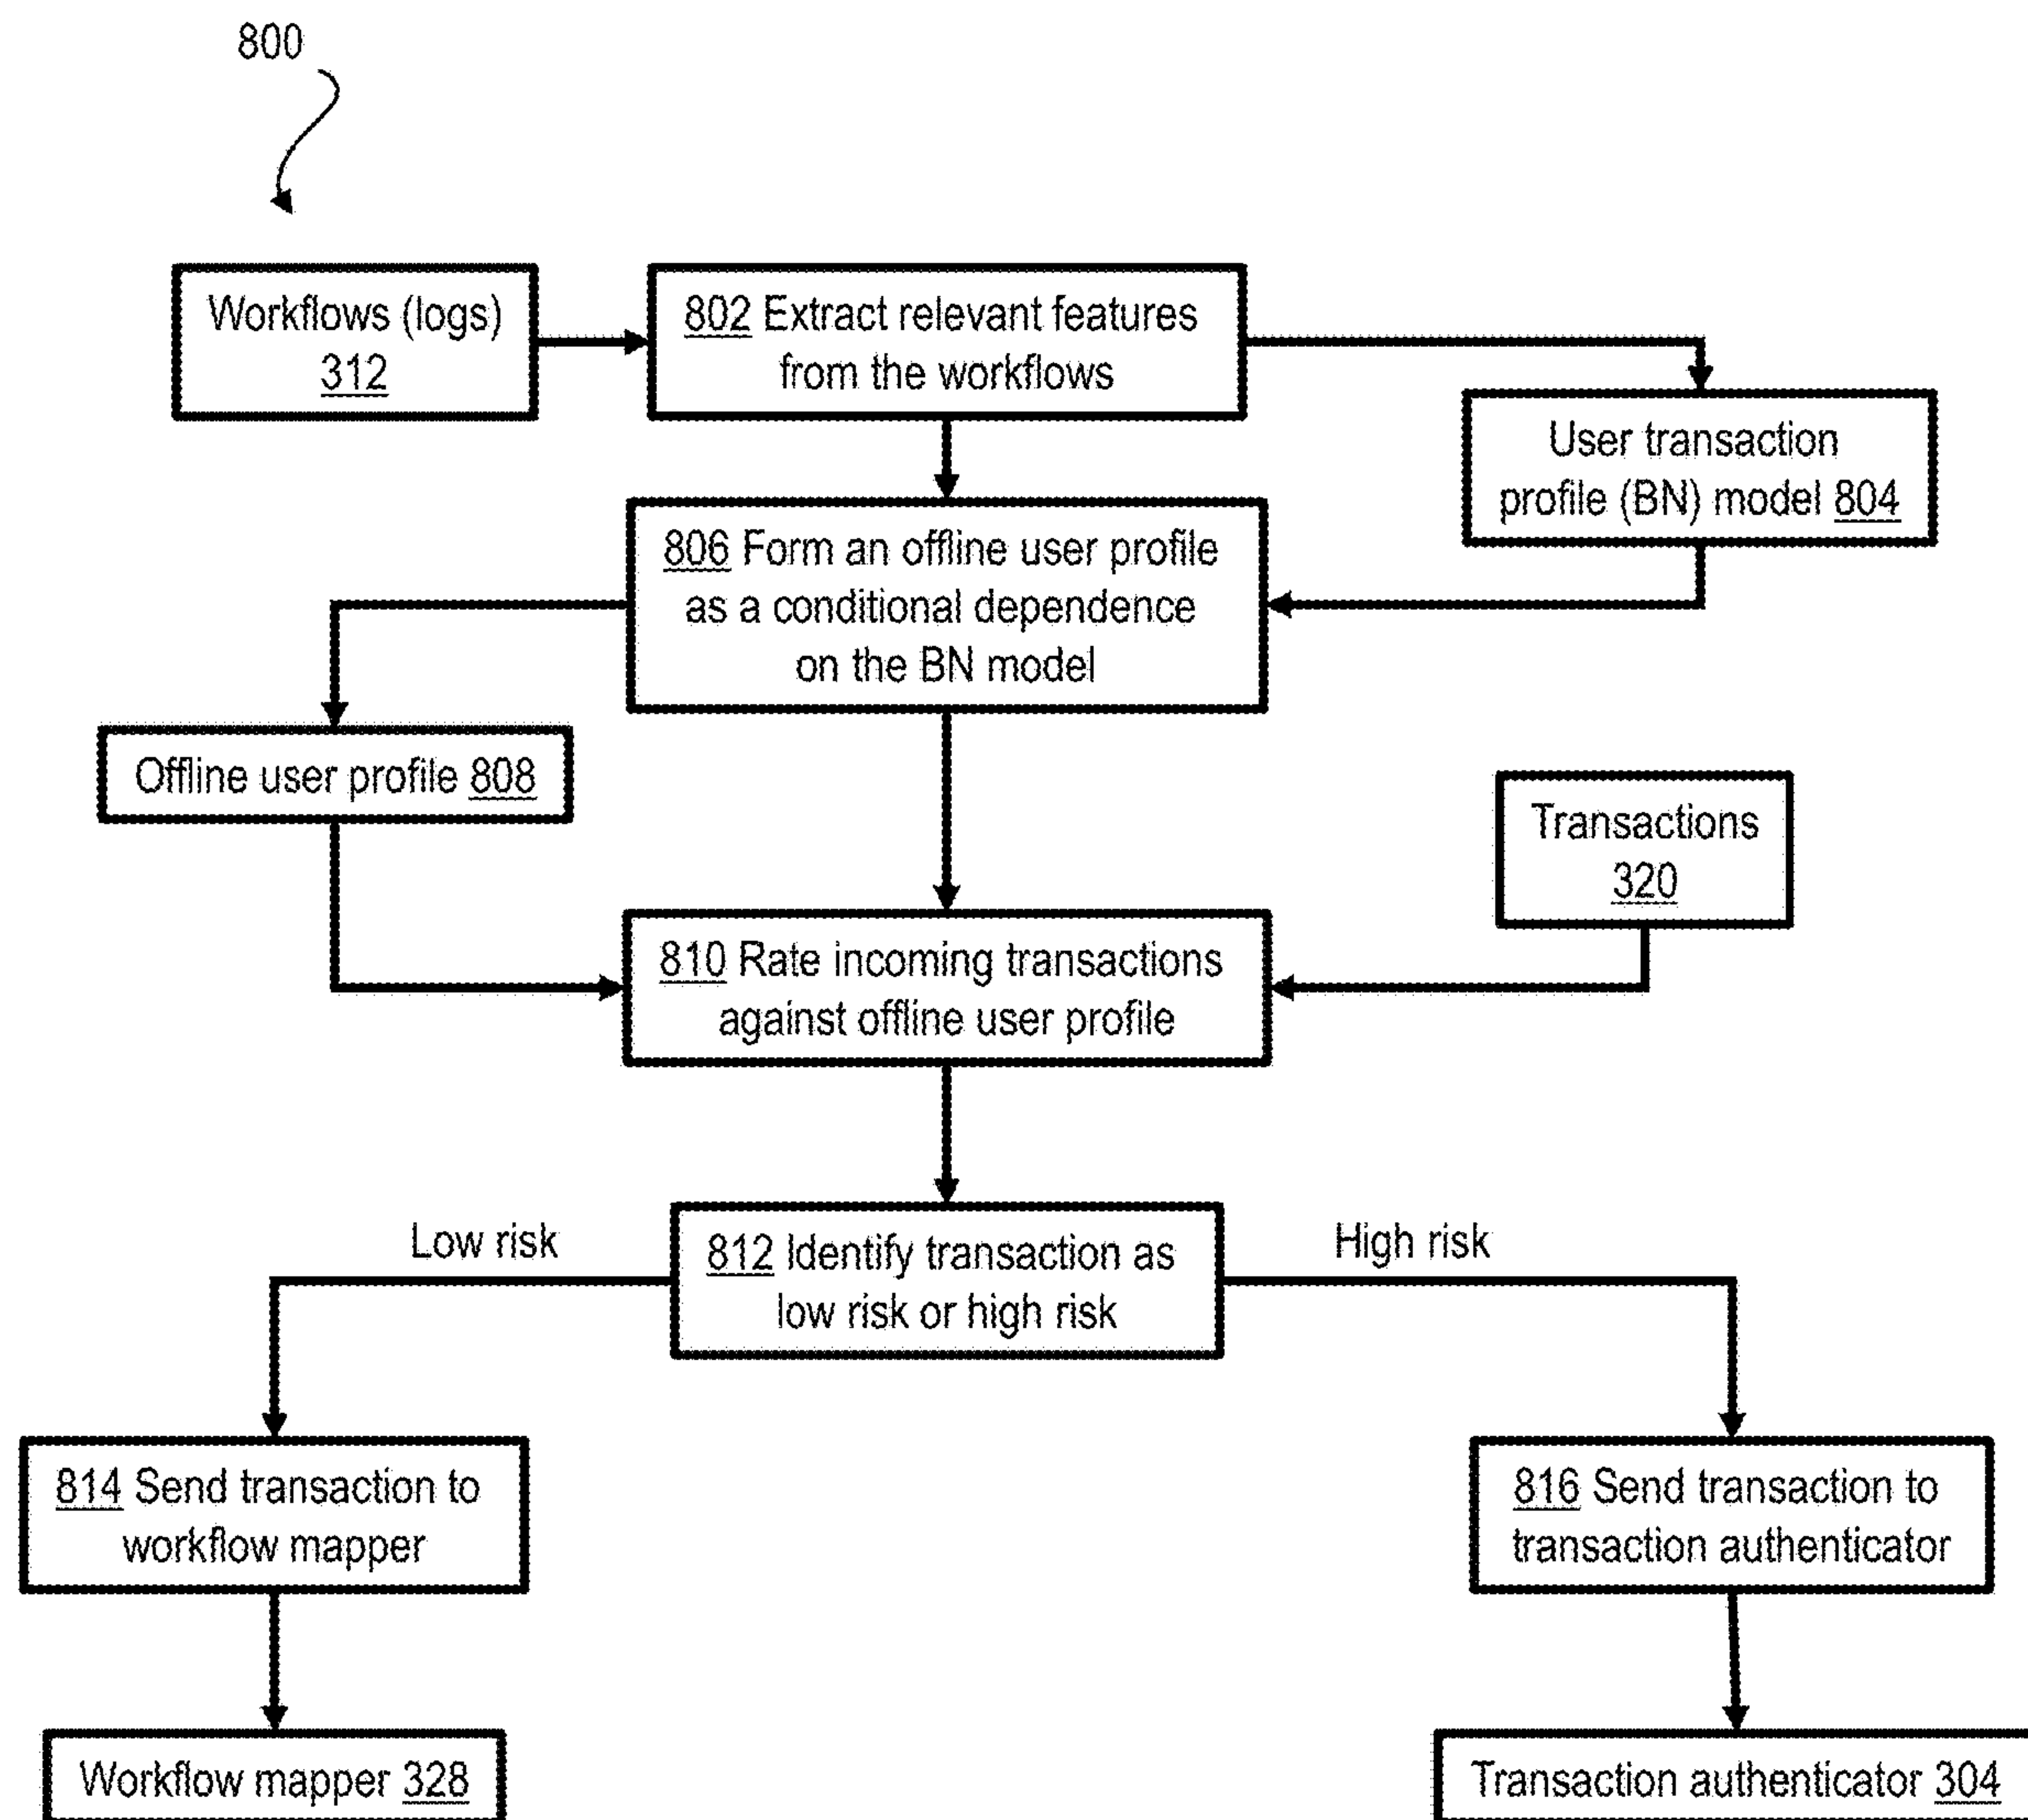 800
Workflows (logs)
312
802 Extract relevant features
from the workflows
User transaction
profile (BN) model 804
806 Form an offline user profile
as a conditional dependence
on the BN model
Offline user profile 808
Transactions
320
810 Rate incoming transactions
against offline user profile
Low risk
812 Identify transaction as
low risk or high risk
High risk
814 Send transaction to
workflow mapper
816 Send transaction to
transaction authenticator
Workflow mapper 328
Transaction authenticator 304